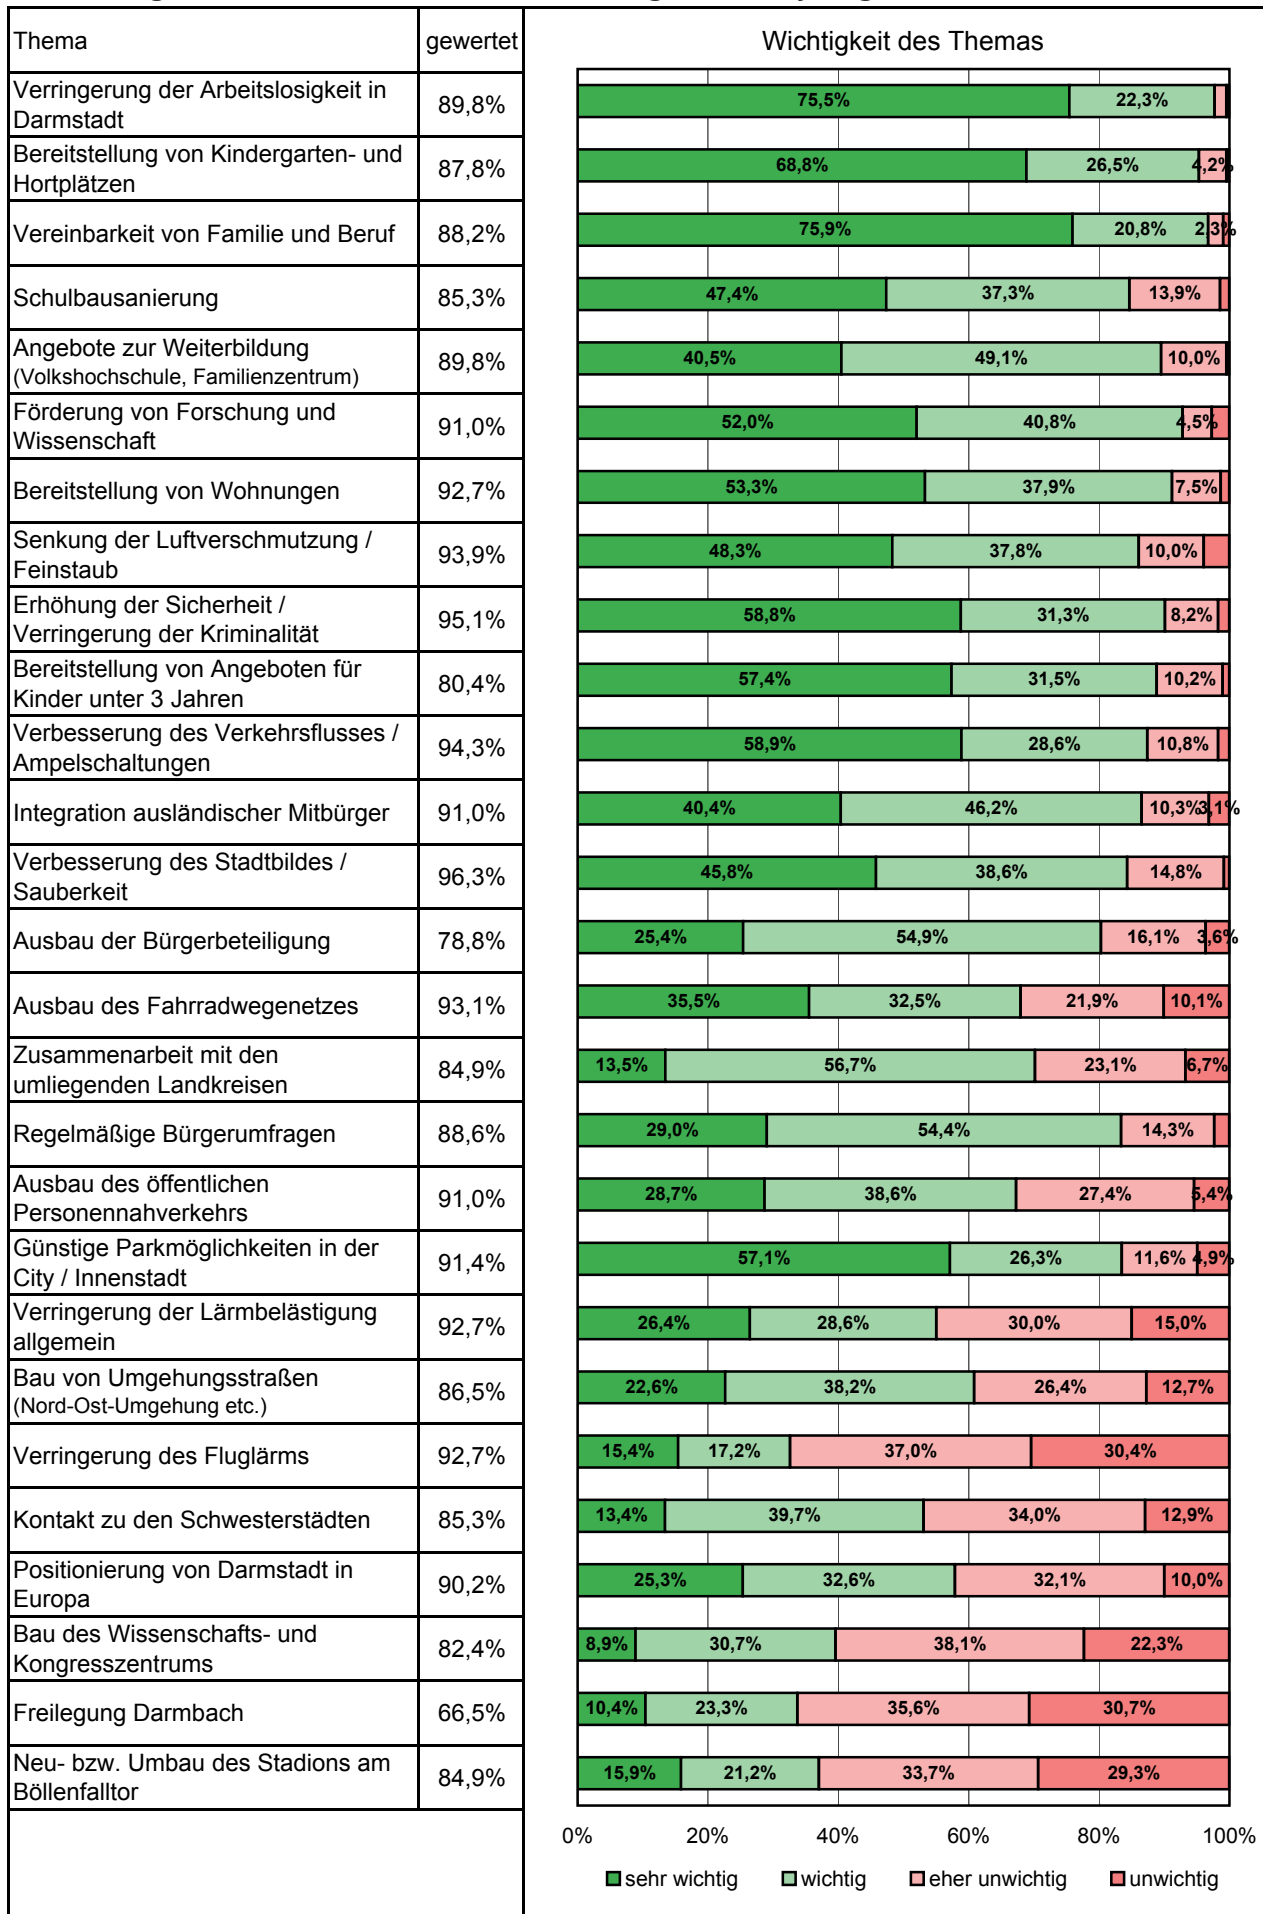 Thema gewertet Wichtigkeit des Themas
Verringerung der Arbeitslosigkeit in
Darmstadt
89,8% 75,5% 22,3%
Bereitstellung von Kindergarten- und
Hortplätzen
87,8% 68,8% 26,5% 4,2%
Vereinbarkeit von Familie und Beruf 88,2% 75,9% 20,8% 2,3%
Schulbausanierung 85,3% 47,4% 37,3% 13,9%
Angebote zur Weiterbildung
(Volkshochschule, Familienzentrum)
89,8% 40,5% 49,1% 10,0%
Förderung von Forschung und
Wissenschaft
91,0% 52,0% 40,8% 4,5%
Bereitstellung von Wohnungen 92,7% 53,3% 37,9% 7,5%
Senkung der Luftverschmutzung /
Feinstaub
93,9% 48,3% 37,8% 10,0%
Erhöhung der Sicherheit /
Verringerung der Kriminalität
95,1% 58,8% 31,3% 8,2%
Bereitstellung von Angeboten für
Kinder unter 3 Jahren
80,4% 57,4% 31,5% 10,2%
Verbesserung des Verkehrsflusses /
Ampelschaltungen
94,3% 58,9% 28,6% 10,8%
Integration ausländischer Mitbürger 91,0% 40,4% 46,2% 10,3% 3,1%
Verbesserung des Stadtbildes /
Sauberkeit
96,3% 45,8% 38,6% 14,8%
Ausbau der Bürgerbeteiligung 78,8% 25,4% 54,9% 16,1% 3,6%
Ausbau des Fahrradwegenetzes 93,1% 35,5% 32,5% 21,9% 10,1%
Zusammenarbeit mit den
umliegenden Landkreisen
84,9% 13,5% 56,7% 23,1% 6,7%
Regelmäßige Bürgerumfragen 88,6% 29,0% 54,4% 14,3%
Ausbau des öffentlichen
Personennahverkehrs
91,0% 28,7% 38,6% 27,4% 5,4%
Günstige Parkmöglichkeiten in der
City / Innenstadt
91,4% 57,1% 26,3% 11,6% 4,9%
Verringerung der Lärmbelästigung
allgemein
92,7% 26,4% 28,6% 30,0% 15,0%
Bau von Umgehungsstraßen
(Nord-Ost-Umgehung etc.)
86,5% 22,6% 38,2% 26,4% 12,7%
Verringerung des Fluglärms 92,7% 15,4% 17,2% 37,0% 30,4%
Kontakt zu den Schwesterstädten 85,3% 13,4% 39,7% 34,0% 12,9%
Positionierung von Darmstadt in
Europa
90,2% 25,3% 32,6% 32,1% 10,0%
Bau des Wissenschafts- und
Kongresszentrums
82,4% 8,9% 30,7% 38,1% 22,3%
Freilegung Darmbach 66,5% 10,4% 23,3% 35,6% 30,7%
Neu- bzw. Umbau des Stadions am
Böllenfalltor
84,9% 15,9% 21,2% 33,7% 29,3%
0% 20% 40% 60% 80% 100%
sehr wichtig wichtig eher unwichtig unwichtig